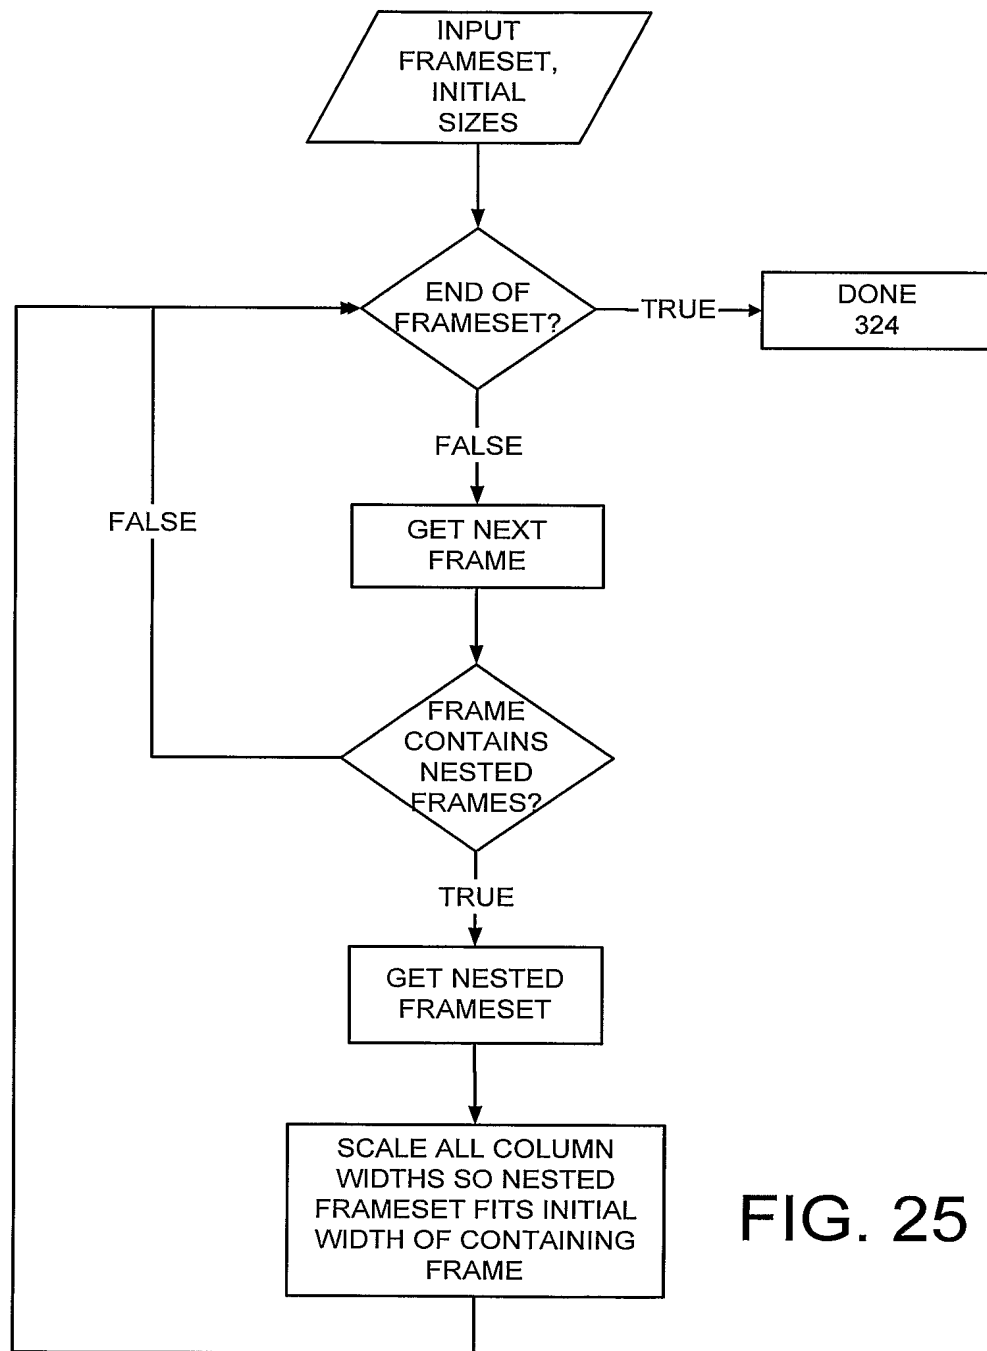 INPUT
FRAMESET,
INITIAL
SIZES
END OF
FRAMESET?
TRUE
DONE
324
FALSE
GET NEXT
FRAME
FALSE
FRAME
CONTAINS
NESTED
FRAMES?
TRUE
GET NESTED
FRAMESET
SCALE ALL COLUMN
WIDTHS SO NESTED
FRAMESET FITS INITIAL
WIDTH OF CONTAINING
FRAME
FIG. 25